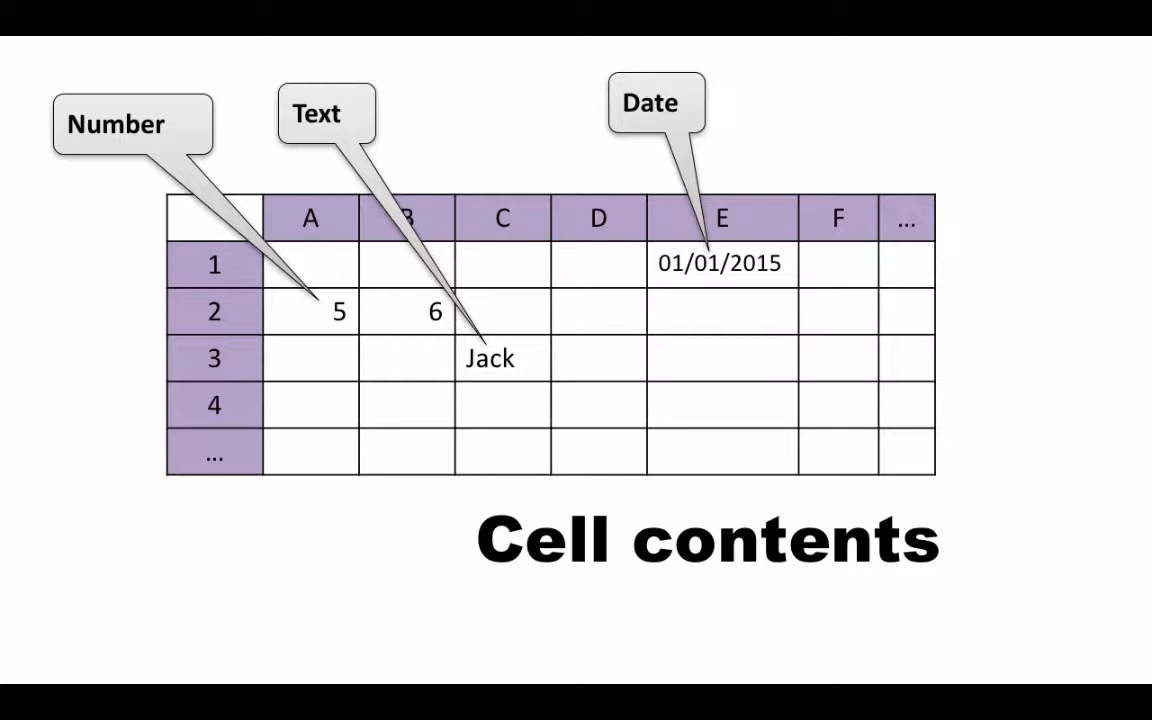 Number
Text
Date
A B C D E F ...
1 01/01/2015
2 5 6
3 Jack
4
...
Cell contents